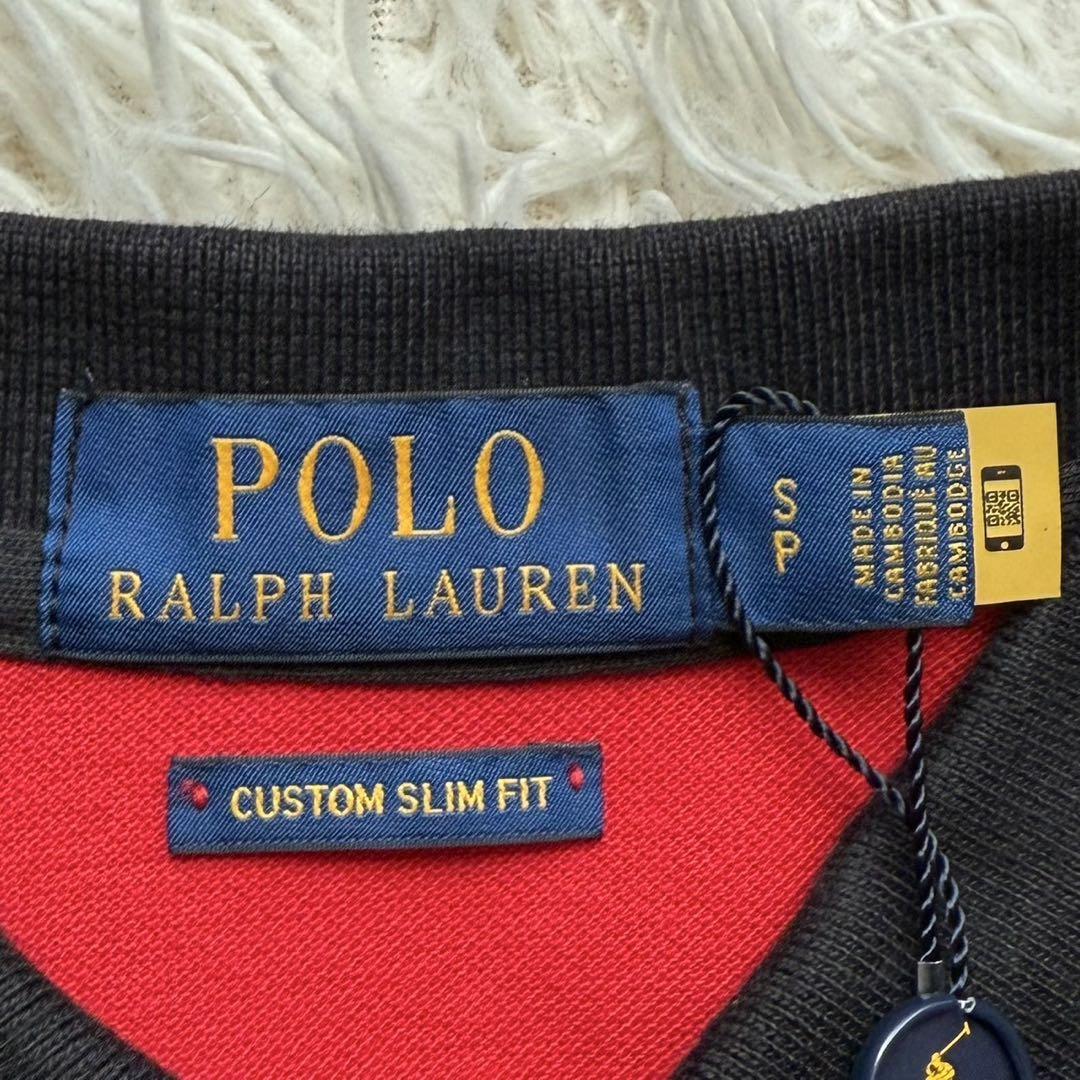 POLO
RALPH LAUREN
S
P
MADE IN
CAMBODIA
FABRIQUÉ AU
CAMBODGE
CUSTOM SLIM FIT